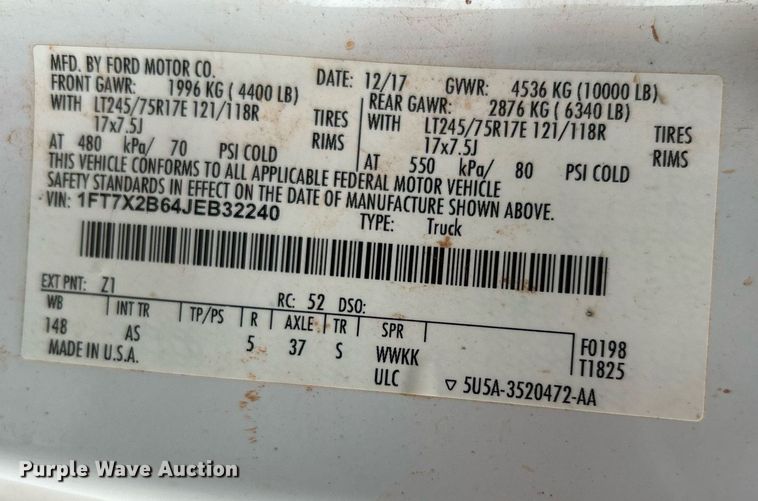 MFD. BY FORD MOTOR CO. DATE: 12/17 GVWR: 4536 KG (10000 LB)
FRONT GAWR: 1996 KG (4400 LB) REAR GAWR: 2876 KG (6340 LB)
WITH LT245/75R17E 121/118R TIRES WITH LT245/75R17E 121/118R TIRES
17x7.5J RIMS 17x7.5J RIMS
AT 480 kPa/ 70 PSI COLD AT 550 kPa/ 80 PSI COLD
THIS VEHICLE CONFORMS TO ALL APPLICABLE FEDERAL MOTOR VEHICLE
SAFETY STANDARDS IN EFFECT ON THE DATE OF MANUFACTURE SHOWN ABOVE.
VIN: 1FT7X2B64JEB32240 TYPE: Truck
EXT PNT: Z1 RC: 52 DSO:
WB INT TR TP/PS R AXLE TR SPR
148 AS 5 37 S WWKK F0198
MADE IN U.S.A. ULC T1825
▽ 5U5A-3520472-AA
Purple Wave Auction